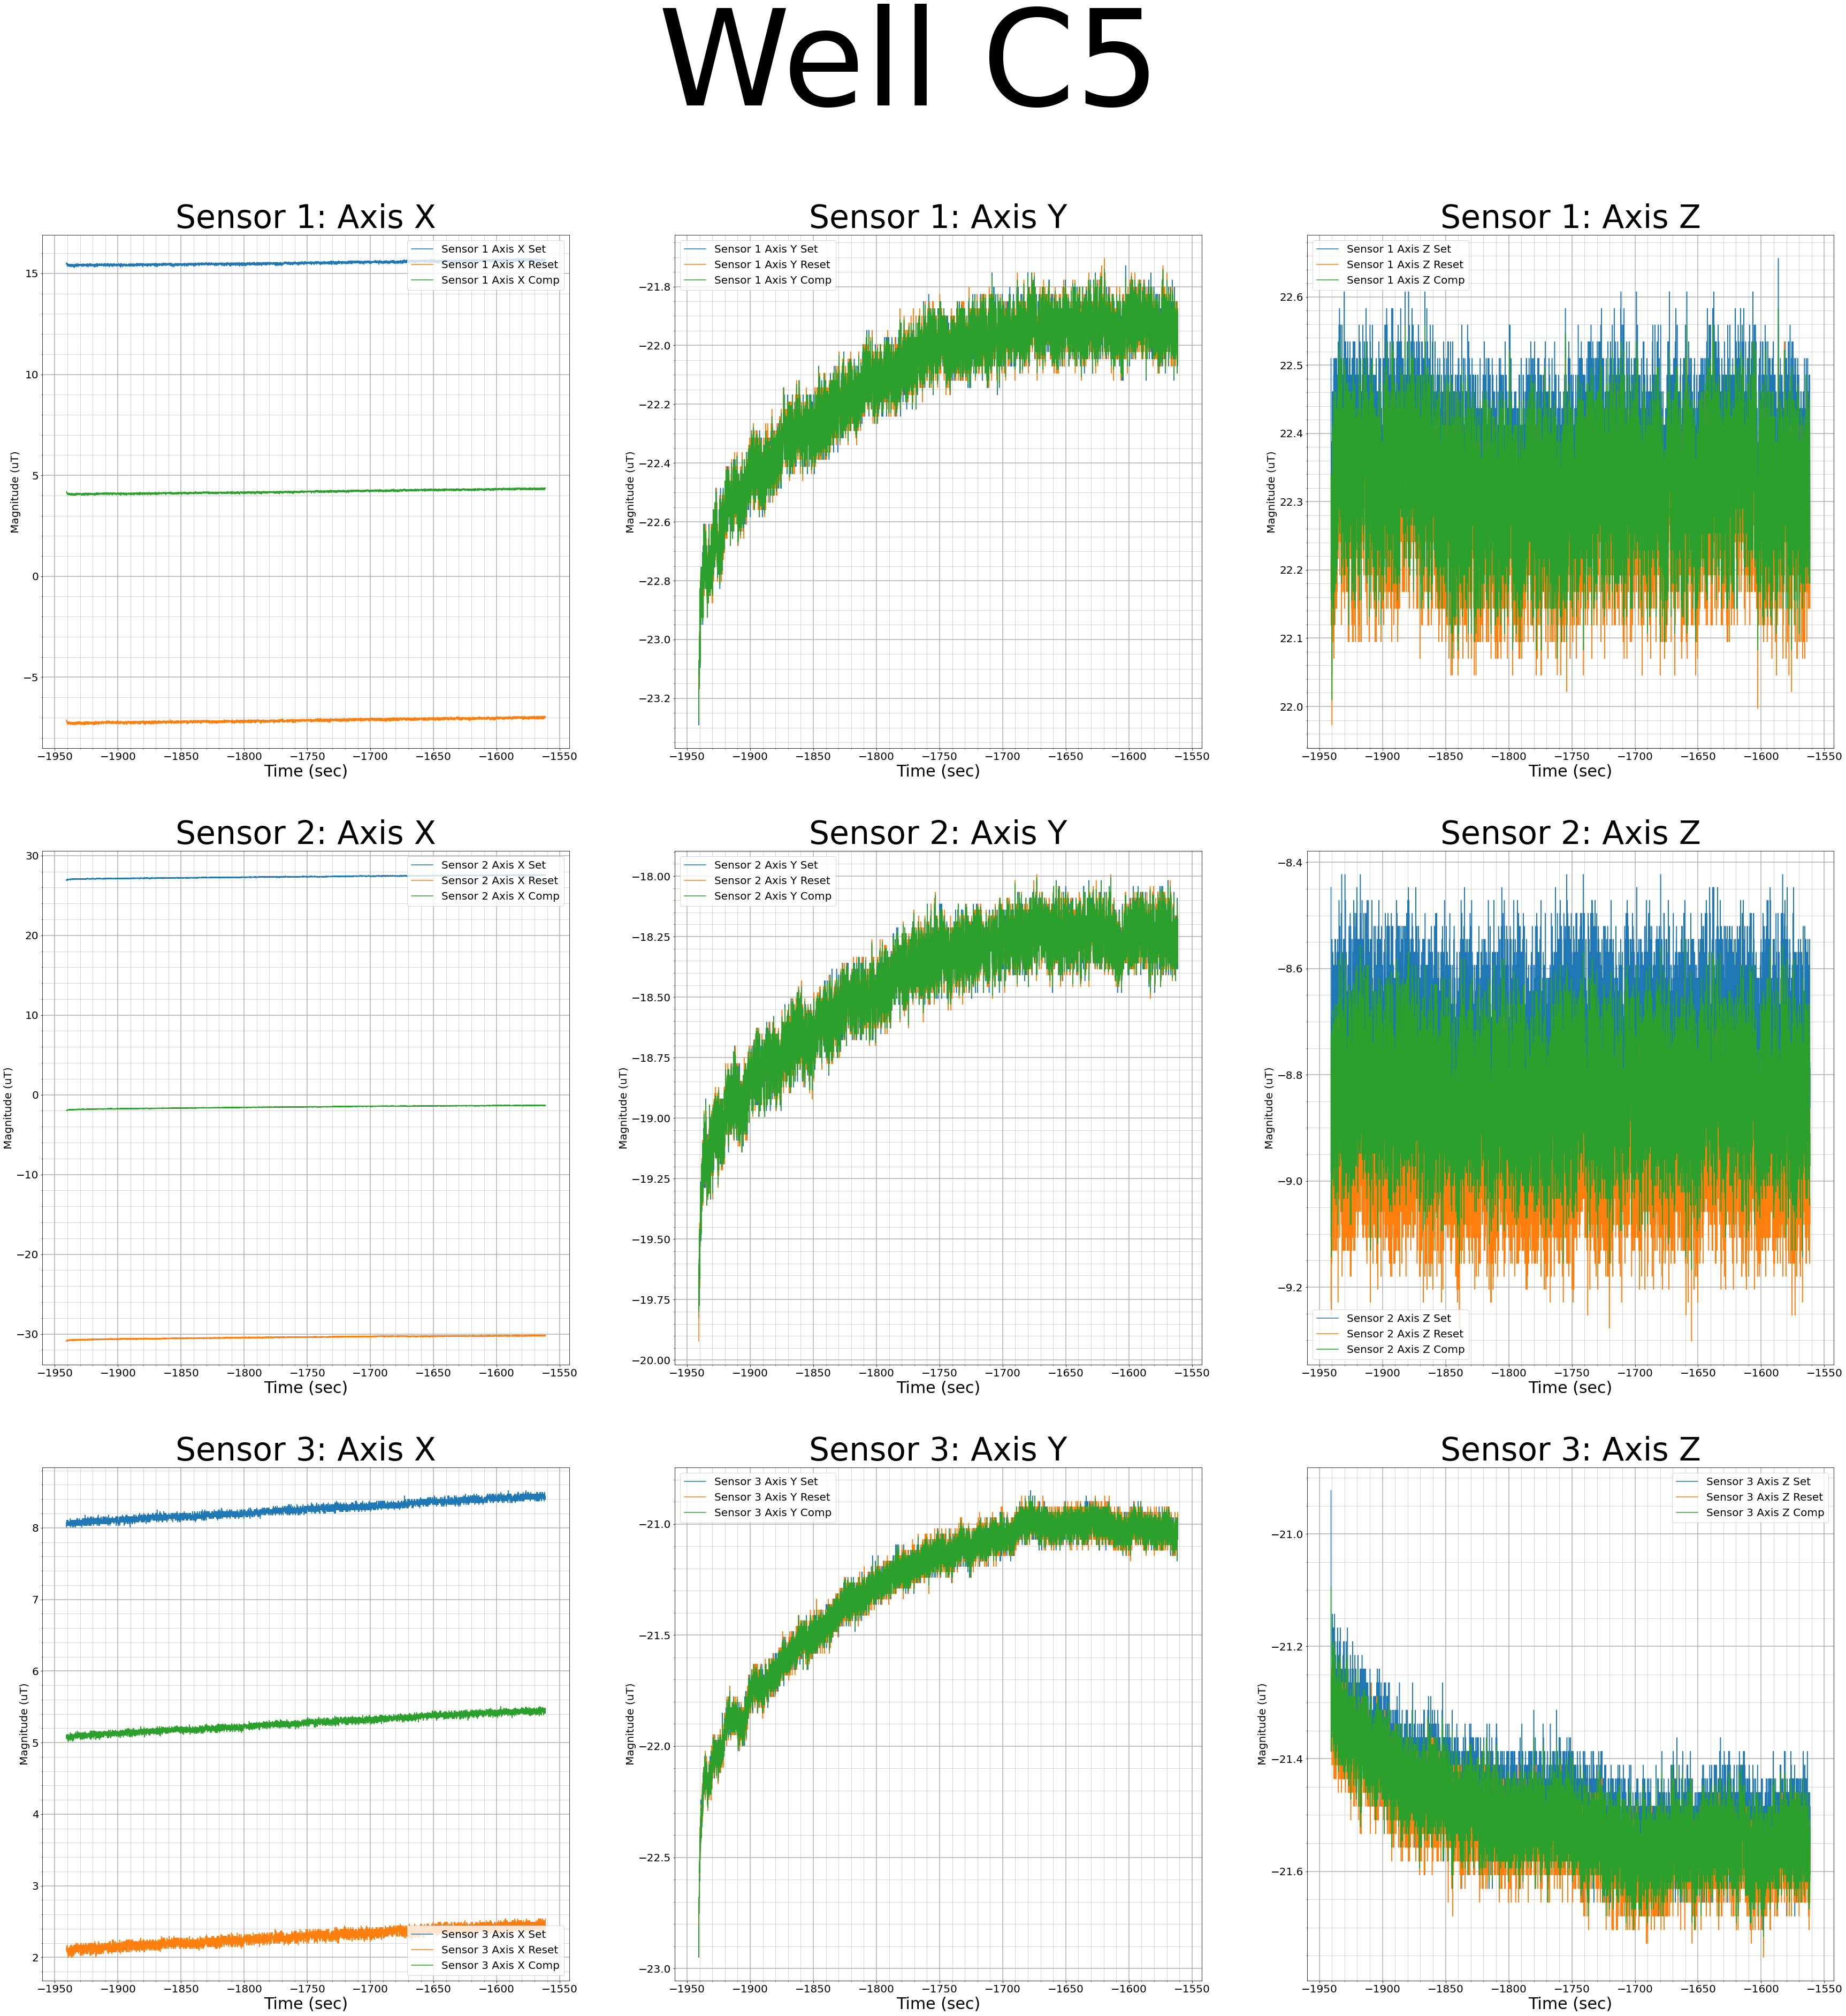 Well C5
Sensor 1: Axis X
Sensor 1 Axis X Set
Sensor 1 Axis X Reset
Sensor 1 Axis X Comp
15
10
5
0
−5
Magnitude (uT)
−1950 −1900 −1850 −1800 −1750 −1700 −1650 −1600 −1550
Time (sec)
Sensor 1: Axis Y
Sensor 1 Axis Y Set
Sensor 1 Axis Y Reset
Sensor 1 Axis Y Comp
−21.8
−22.0
−22.2
−22.4
−22.6
−22.8
−23.0
−23.2
Magnitude (uT)
−1950 −1900 −1850 −1800 −1750 −1700 −1650 −1600 −1550
Time (sec)
Sensor 1: Axis Z
Sensor 1 Axis Z Set
Sensor 1 Axis Z Reset
Sensor 1 Axis Z Comp
22.6
22.5
22.4
22.3
22.2
22.1
22.0
Magnitude (uT)
−1950 −1900 −1850 −1800 −1750 −1700 −1650 −1600 −1550
Time (sec)
Sensor 2: Axis X
Sensor 2 Axis X Set
Sensor 2 Axis X Reset
Sensor 2 Axis X Comp
30
20
10
0
−10
−20
−30
Magnitude (uT)
−1950 −1900 −1850 −1800 −1750 −1700 −1650 −1600 −1550
Time (sec)
Sensor 2: Axis Y
Sensor 2 Axis Y Set
Sensor 2 Axis Y Reset
Sensor 2 Axis Y Comp
−18.00
−18.25
−18.50
−18.75
−19.00
−19.25
−19.50
−19.75
−20.00
Magnitude (uT)
−1950 −1900 −1850 −1800 −1750 −1700 −1650 −1600 −1550
Time (sec)
Sensor 2: Axis Z
−8.4
−8.6
−8.8
−9.0
−9.2
Magnitude (uT)
Sensor 2 Axis Z Set
Sensor 2 Axis Z Reset
Sensor 2 Axis Z Comp
−1950 −1900 −1850 −1800 −1750 −1700 −1650 −1600 −1550
Time (sec)
Sensor 3: Axis X
8
7
6
5
4
3
2
Magnitude (uT)
Sensor 3 Axis X Set
Sensor 3 Axis X Reset
Sensor 3 Axis X Comp
−1950 −1900 −1850 −1800 −1750 −1700 −1650 −1600 −1550
Time (sec)
Sensor 3: Axis Y
Sensor 3 Axis Y Set
Sensor 3 Axis Y Reset
Sensor 3 Axis Y Comp
−21.0
−21.5
−22.0
−22.5
−23.0
Magnitude (uT)
−1950 −1900 −1850 −1800 −1750 −1700 −1650 −1600 −1550
Time (sec)
Sensor 3: Axis Z
Sensor 3 Axis Z Set
Sensor 3 Axis Z Reset
Sensor 3 Axis Z Comp
−21.0
−21.2
−21.4
−21.6
Magnitude (uT)
−1950 −1900 −1850 −1800 −1750 −1700 −1650 −1600 −1550
Time (sec)